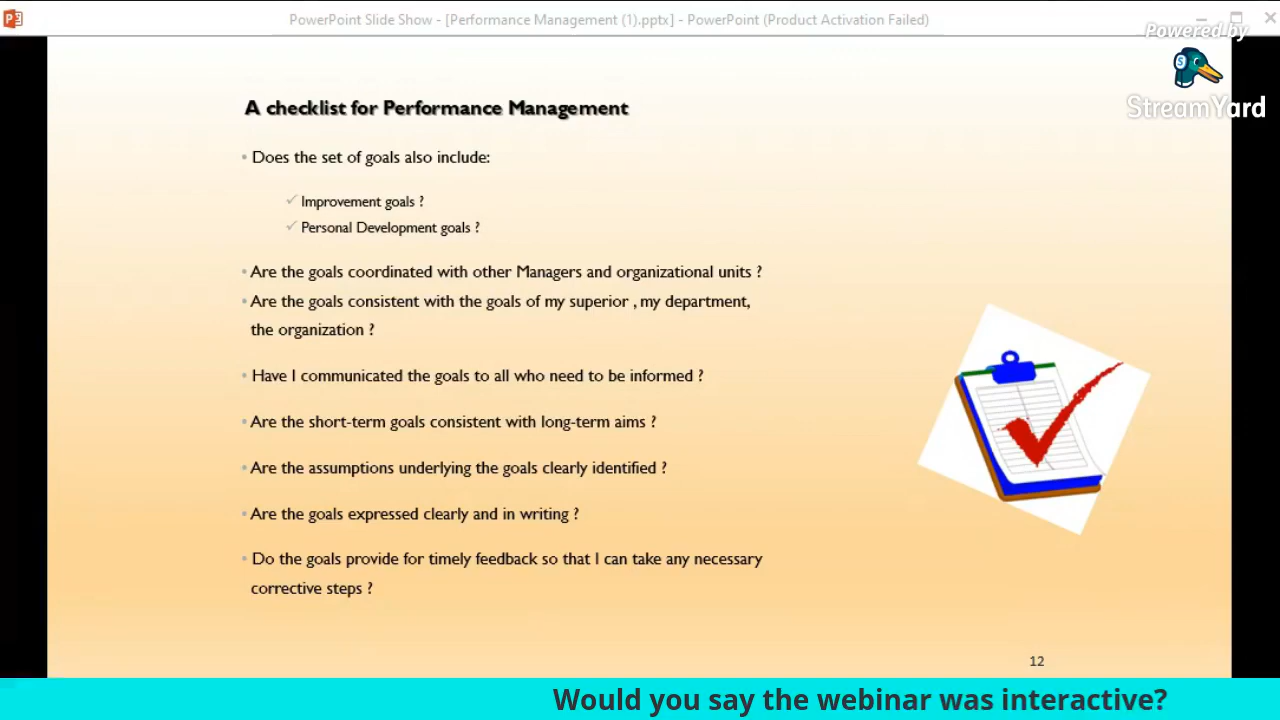 PowerPoint Slide Show - [Performance Management (1).pptx] - PowerPoint (Product Activation Failed)
Powered by
StreamYard
A checklist for Performance Management
• Does the set of goals also include:
✓ Improvement goals ?
✓ Personal Development goals ?
• Are the goals coordinated with other Managers and organizational units ?
• Are the goals consistent with the goals of my superior , my department,
the organization ?
• Have I communicated the goals to all who need to be informed ?
• Are the short-term goals consistent with long-term aims ?
• Are the assumptions underlying the goals clearly identified ?
• Are the goals expressed clearly and in writing ?
• Do the goals provide for timely feedback so that I can take any necessary
corrective steps ?
12
Would you say the webinar was interactive?